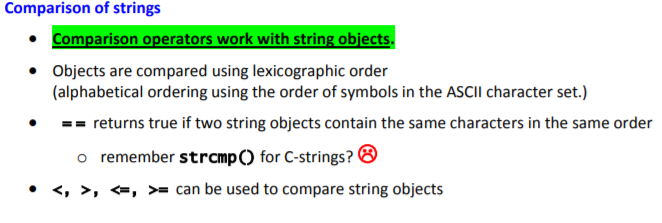 Comparison of strings
• Comparison operators work with string objects.
• Objects are compared using lexicographic order
(alphabetical ordering using the order of symbols in the ASCII character set.)
• == returns true if two string objects contain the same characters in the same order
o remember strcmp() for C-strings? ☹
• <, >, <=, >= can be used to compare string objects